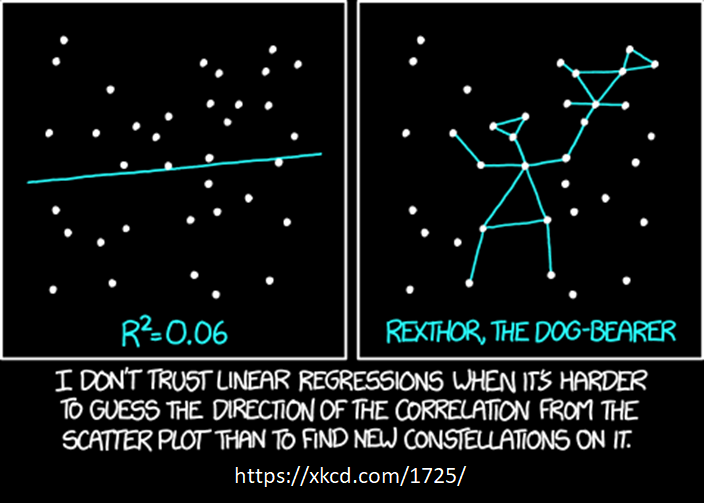 R²=0.06
REXTHOR, THE DOG-BEARER
I DON'T TRUST LINEAR REGRESSIONS WHEN IT'S HARDER
TO GUESS THE DIRECTION OF THE CORRELATION FROM THE
SCATTER PLOT THAN TO FIND NEW CONSTELLATIONS ON IT.
https://xkcd.com/1725/